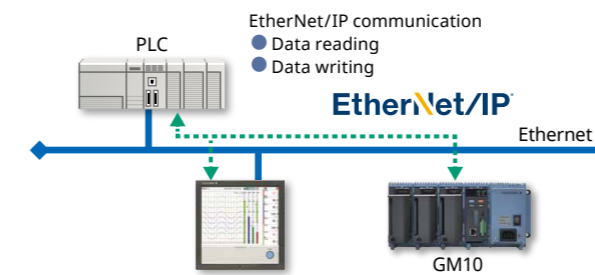 EtherNet/IP communication
PLC
Data reading
Data writing
EtherNet/IP
Ethernet
GM10